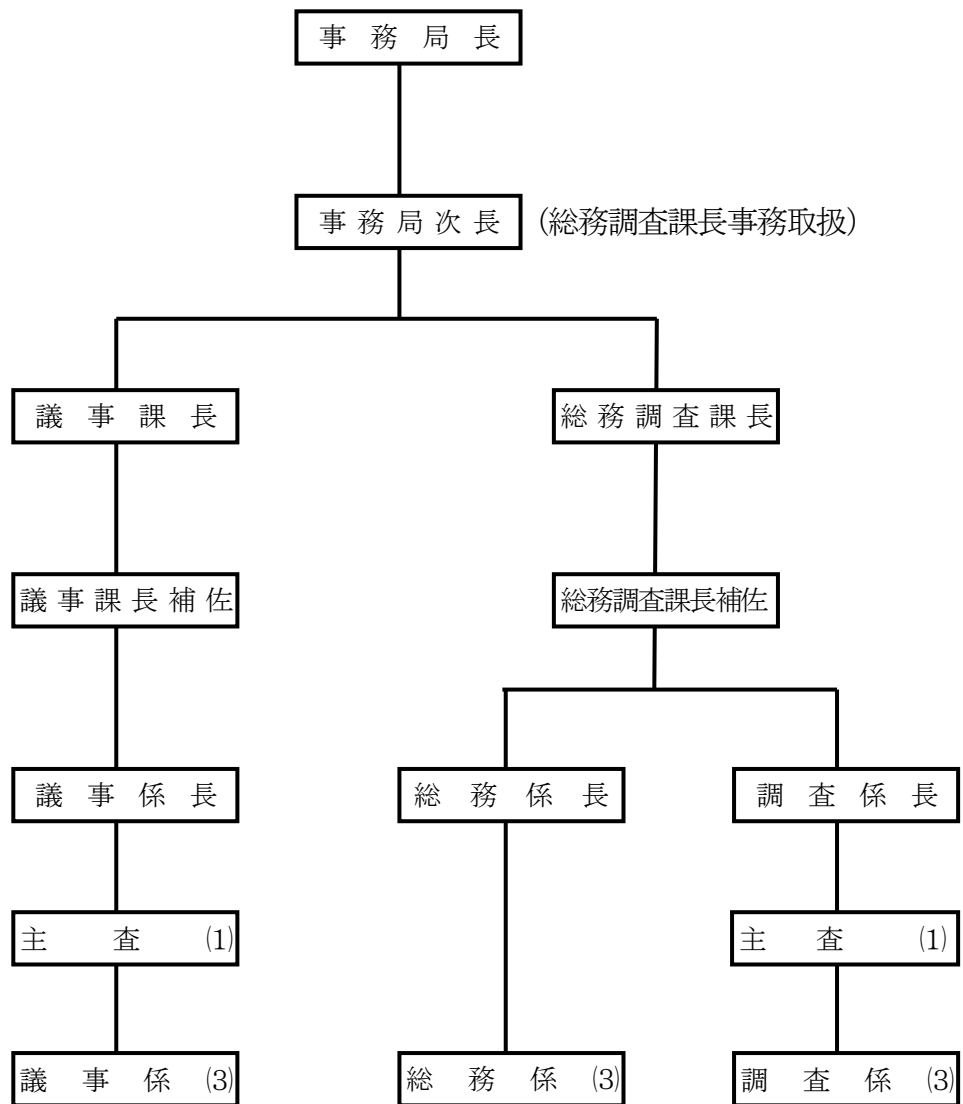 事務局長
事務局次長 (総務調査課長事務取扱)
議事課長 総務調査課長
議事課長補佐 総務調査課長補佐
議事係長 総務係長 調査係長
主査 ⑴ 主査 ⑴
議事係 ⑶ 総務係 ⑶ 調査係 ⑶